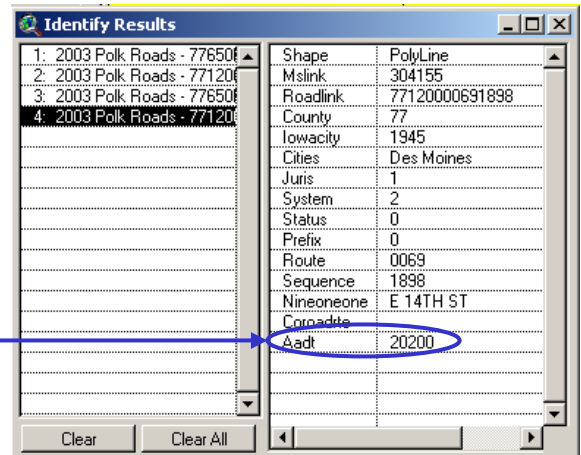 Identify Results
1: 2003 Polk Roads - 77650
2: 2003 Polk Roads - 77120
3: 2003 Polk Roads - 77650
4: 2003 Polk Roads - 77120
Shape PolyLine
Mslink 304155
Roadlink 77120000691898
County 77
Iowacity 1945
Cities Des Moines
Juris 1
System 2
Status 0
Prefix 0
Route 0069
Sequence 1898
Nineoneone E 14TH ST
Coroadrte
Aadt 20200
Clear Clear All